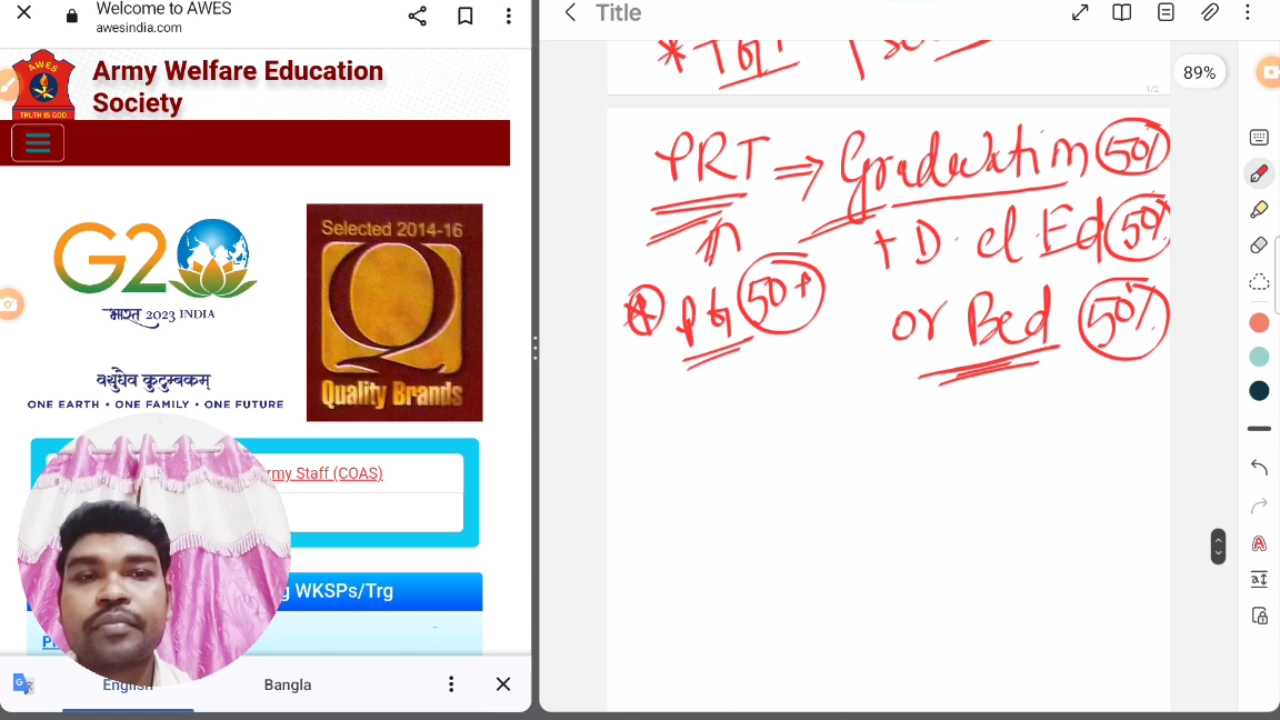 Welcome to AWES
awesindia.com
Army Welfare Education
Society
AWES
TRUTH IS GOD
G20
भारत 2023 INDIA
वसुधैव कुटुम्बकम्
ONE EARTH • ONE FAMILY • ONE FUTURE
Selected 2014-16
Q
Quality Brands
rmy Staff (COAS)
g WKSPs/Trg
English
Bangla
Title
89%
1/2
PRT ⇒ Graduation 50%
+ D.el Ed 50%
50+
or Bed 50%